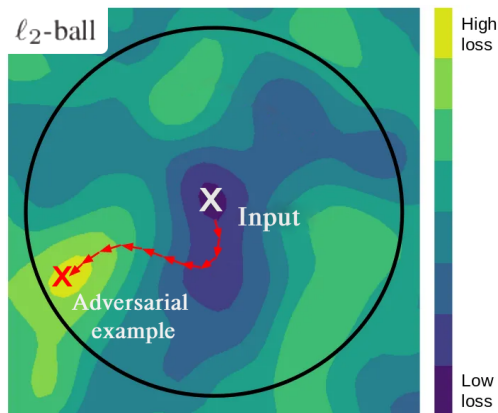 ℓ₂-ball
High
loss
X
Input
X
Adversarial
example
Low
loss